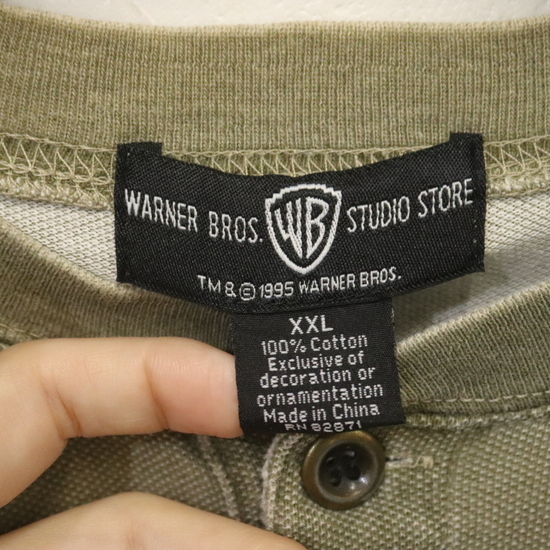 WARNER BROS. WB STUDIO STORE
TM & © 1995 WARNER BROS.
XXL
100% Cotton
Exclusive of
decoration or
ornamentation
Made in China
RN 82871